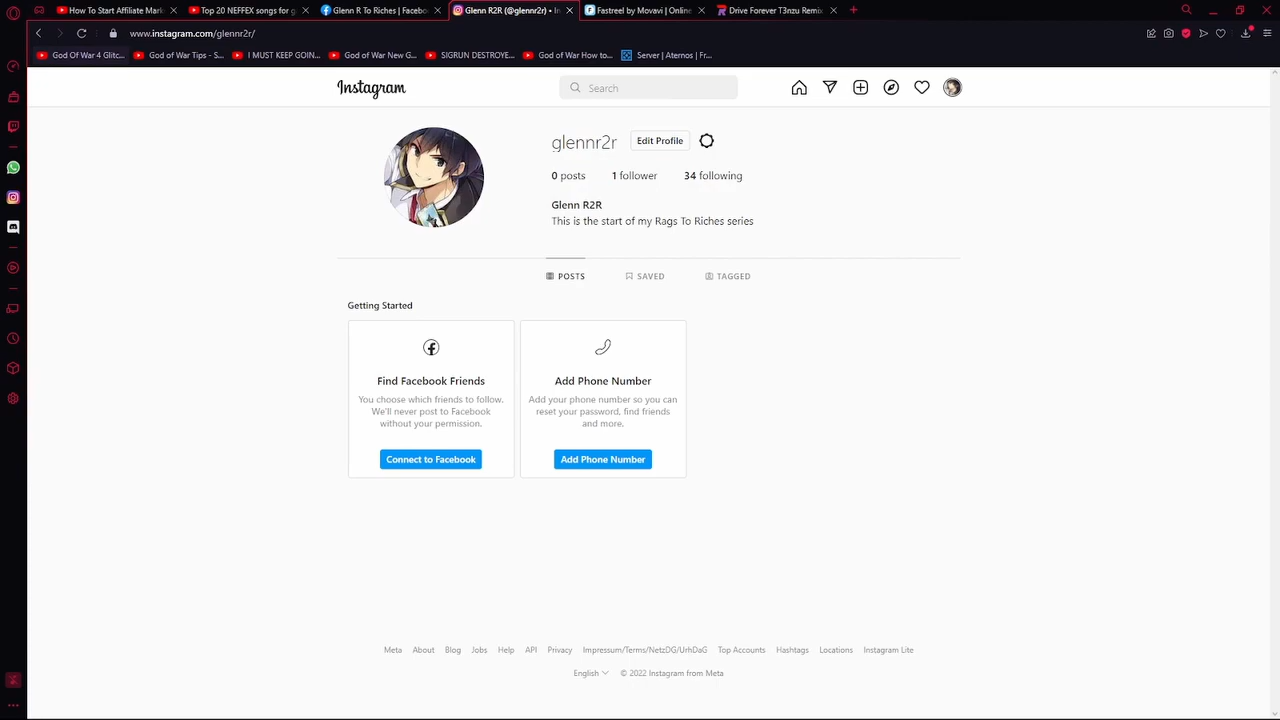 How To Start Affiliate Mark
Top 20 NEFFEX songs for g
Glenn R To Riches | Facebo
Glenn R2R (@glennr2r) • In
Fastreel by Movavi | Online
Drive Forever T3nzu Remix
www.instagram.com/glennr2r/
God Of War 4 Glitc...
God of War Tips - S...
I MUST KEEP GOIN...
God of War New G...
SIGRUN DESTROYE...
God of War How to...
Server | Aternos | Fr...
Instagram
Search
glennr2r
Edit Profile
0 posts
1 follower
34 following
Glenn R2R
This is the start of my Rags To Riches series
POSTS
SAVED
TAGGED
Getting Started
Find Facebook Friends
You choose which friends to follow.
We'll never post to Facebook
without your permission.
Connect to Facebook
Add Phone Number
Add your phone number so you can
reset your password, find friends
and more.
Add Phone Number
Meta About Blog Jobs Help API Privacy Impressum/Terms/NetzDG/UrhDaG Top Accounts Hashtags Locations Instagram Lite
English © 2022 Instagram from Meta